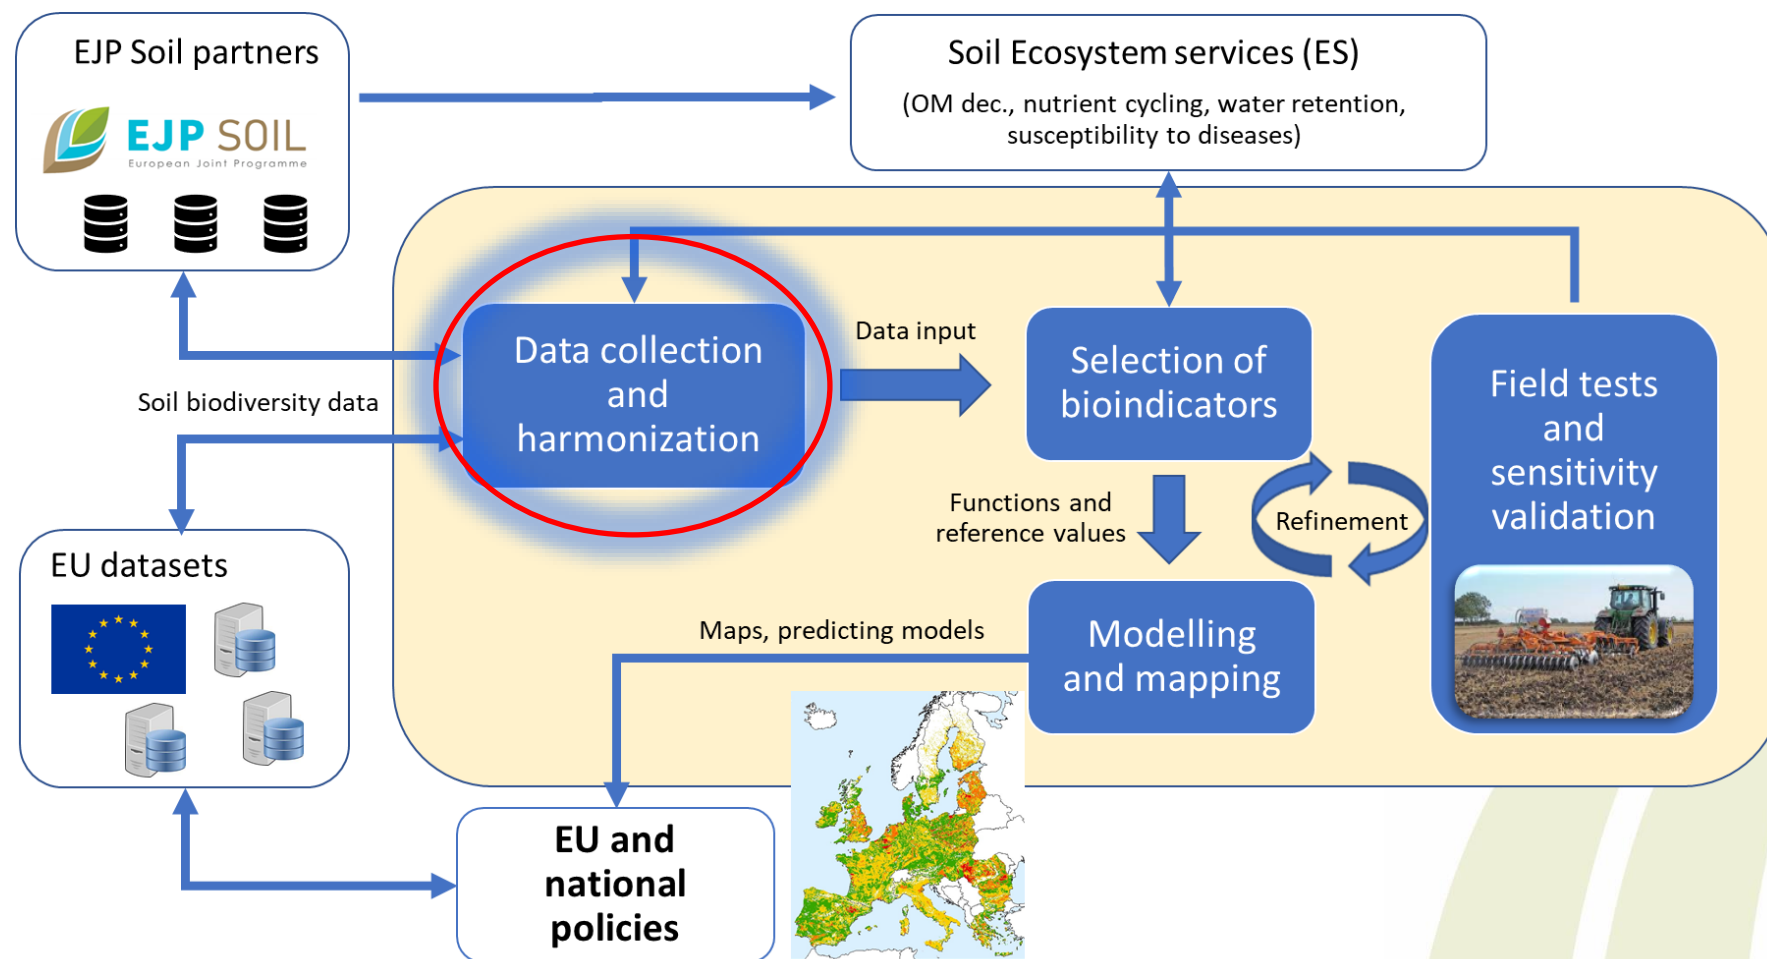 EJP Soil partners
EJP SOIL
European Joint Programme
Soil Ecosystem services (ES)
(OM dec., nutrient cycling, water retention,
susceptibility to diseases)
Data collection
and
harmonization
Data input
Selection of
bioindicators
Field tests
and
sensitivity
validation
Soil biodiversity data
Functions and
reference values
Refinement
EU datasets
Maps, predicting models
Modelling
and mapping
EU and
national
policies